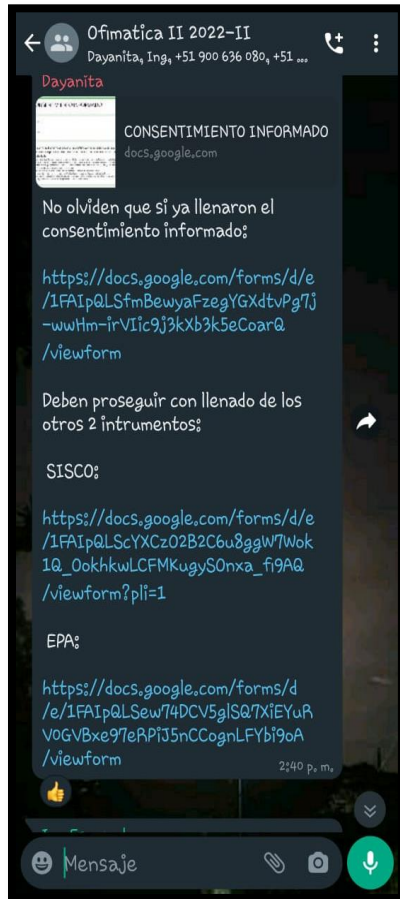 Ofimatica II 2022-II
Dayanita, Ing, +51 900 636 080, +51 ...
Dayanita
CONSENTIMIENTO INFORMADO
docs.google.com
No olviden que si ya llenaron el
consentimiento informado:
https://docs.google.com/forms/d/e
/1FAIpQLSfmBewyaFzegYGXdtvPg7j
-wwHm-irVIic9j3kXb3k5eCoarQ
/viewform
Deben proseguir con llenado de los
otros 2 intrumentos:
SISCO:
https://docs.google.com/forms/d/e
/1FAIpQLScYXCzO2B2C6u8ggW7Wok
1Q_OokhkwLCFMKugySOnxa_fi9AQ
/viewform?pli=1
EPA:
https://docs.google.com/forms/d
/e/1FAIpQLSew74DCV5glSQ7XiEYuR
V0GVBxe97eRPiJ5nCCognLFYbi9oA
/viewform
2:40 p. m.
Mensaje